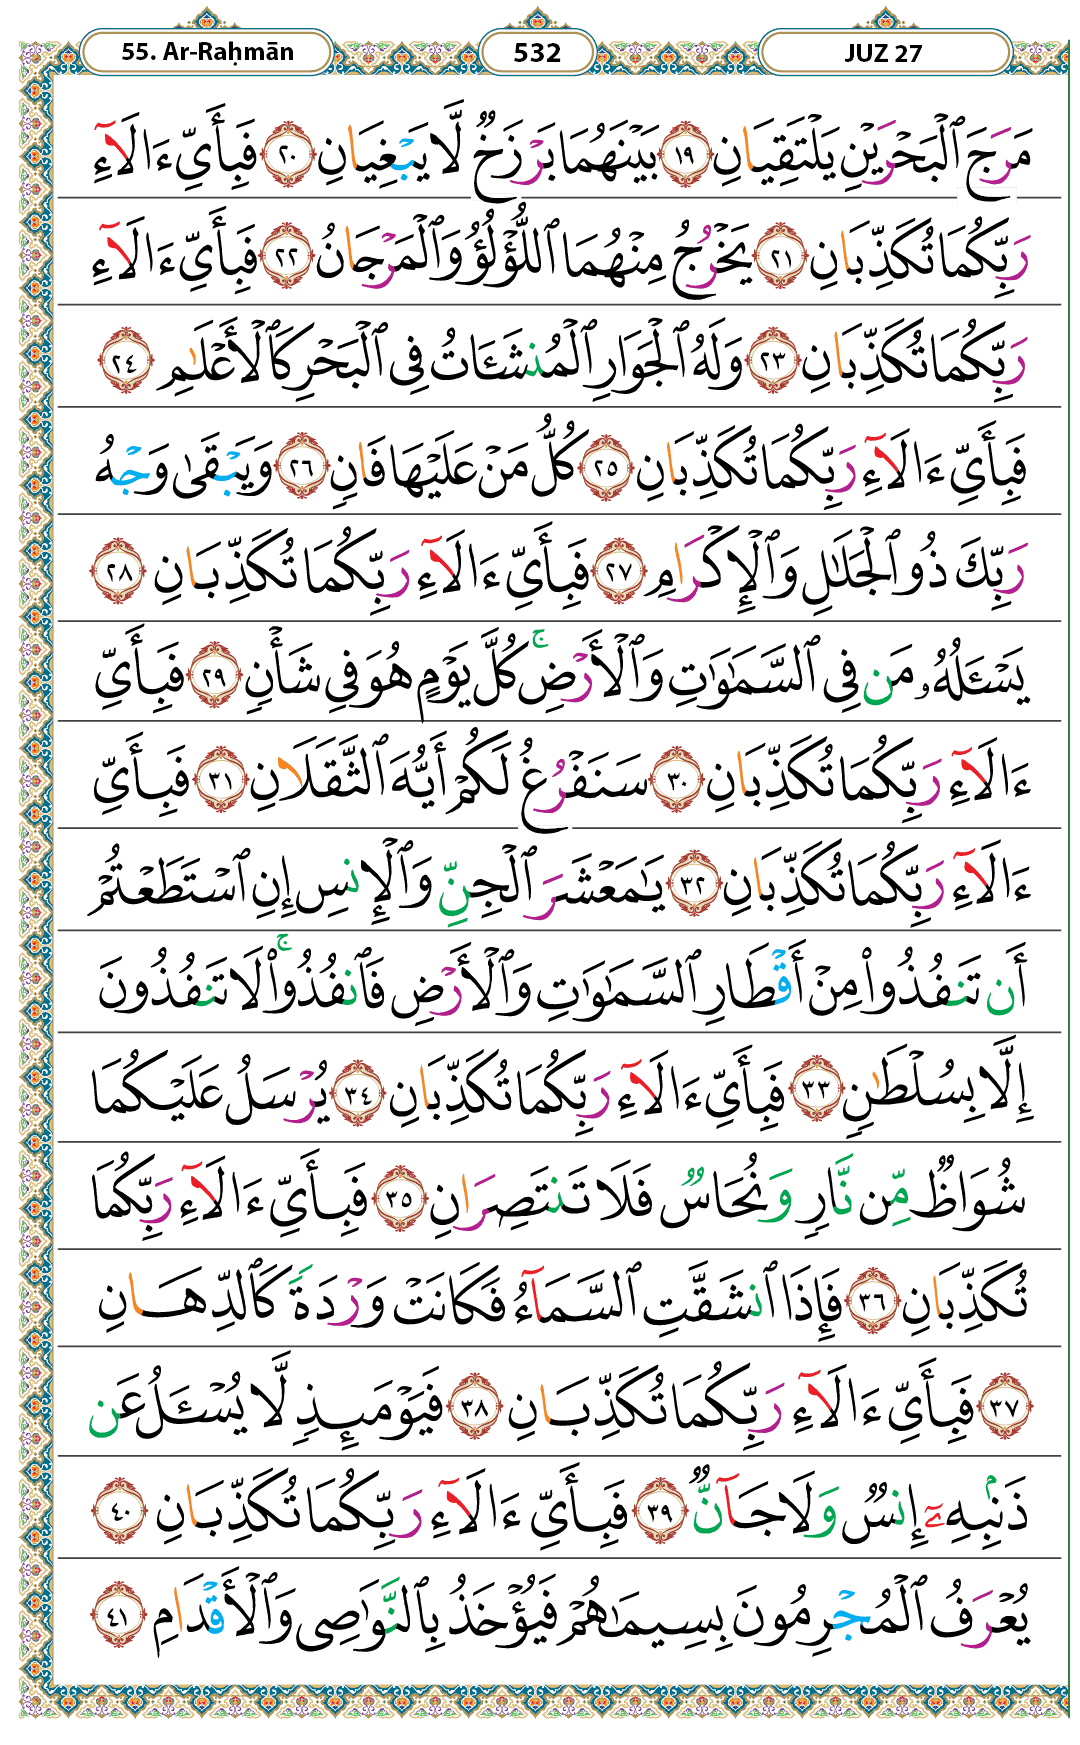 55. Ar-Raḥmān
532
JUZ 27
مَرَجَ ٱلْبَحْرَيْنِ يَلْتَقِيَانِ ١٩ بَيْنَهُمَا بَرْزَخٌ لَّا يَبْغِيَانِ ٢٠ فَبِأَىِّ ءَالَآءِ
رَبِّكُمَا تُكَذِّبَانِ ٢١ يَخْرُجُ مِنْهُمَا ٱللُّؤْلُؤُ وَٱلْمَرْجَانُ ٢٢ فَبِأَىِّ ءَالَآءِ
رَبِّكُمَا تُكَذِّبَانِ ٢٣ وَلَهُ ٱلْجَوَارِ ٱلْمُنشَـَٔاتُ فِى ٱلْبَحْرِ كَٱلْأَعْلَـٰمِ ٢٤
فَبِأَىِّ ءَالَآءِ رَبِّكُمَا تُكَذِّبَانِ ٢٥ كُلُّ مَنْ عَلَيْهَا فَانٍ ٢٦ وَيَبْقَىٰ وَجْهُ
رَبِّكَ ذُو ٱلْجَلَـٰلِ وَٱلْإِكْرَامِ ٢٧ فَبِأَىِّ ءَالَآءِ رَبِّكُمَا تُكَذِّبَانِ ٢٨
يَسْـَٔلُهُۥ مَن فِى ٱلسَّمَـٰوَٰتِ وَٱلْأَرْضِ ۚ كُلَّ يَوْمٍ هُوَ فِى شَأْنٍ ٢٩ فَبِأَىِّ
ءَالَآءِ رَبِّكُمَا تُكَذِّبَانِ ٣٠ سَنَفْرُغُ لَكُمْ أَيُّهَ ٱلثَّقَلَانِ ٣١ فَبِأَىِّ
ءَالَآءِ رَبِّكُمَا تُكَذِّبَانِ ٣٢ يَـٰمَعْشَرَ ٱلْجِنِّ وَٱلْإِنسِ إِنِ ٱسْتَطَعْتُمْ
أَن تَنفُذُوا۟ مِنْ أَقْطَارِ ٱلسَّمَـٰوَٰتِ وَٱلْأَرْضِ فَٱنفُذُوا۟ ۚ لَا تَنفُذُونَ
إِلَّا بِسُلْطَـٰنٍ ٣٣ فَبِأَىِّ ءَالَآءِ رَبِّكُمَا تُكَذِّبَانِ ٣٤ يُرْسَلُ عَلَيْكُمَا
شُوَاظٌ مِّن نَّارٍ وَنُحَاسٌ فَلَا تَنتَصِرَانِ ٣٥ فَبِأَىِّ ءَالَآءِ رَبِّكُمَا
تُكَذِّبَانِ ٣٦ فَإِذَا ٱنشَقَّتِ ٱلسَّمَآءُ فَكَانَتْ وَرْدَةً كَٱلدِّهَانِ
٣٧ فَبِأَىِّ ءَالَآءِ رَبِّكُمَا تُكَذِّبَانِ ٣٨ فَيَوْمَئِذٍ لَّا يُسْـَٔلُ عَن
ذَنۢبِهِۦٓ إِنسٌ وَلَا جَآنٌّ ٣٩ فَبِأَىِّ ءَالَآءِ رَبِّكُمَا تُكَذِّبَانِ ٤٠
يُعْرَفُ ٱلْمُجْرِمُونَ بِسِيمَـٰهُمْ فَيُؤْخَذُ بِٱلنَّوَٰصِى وَٱلْأَقْدَامِ ٤١